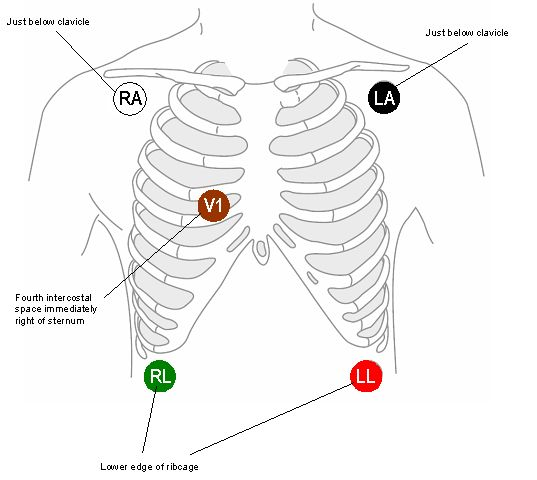 Just below clavicle
Just below clavicle
RA
LA
V1
Fourth intercostal
space immediately
right of sternum
RL
LL
Lower edge of ribcage